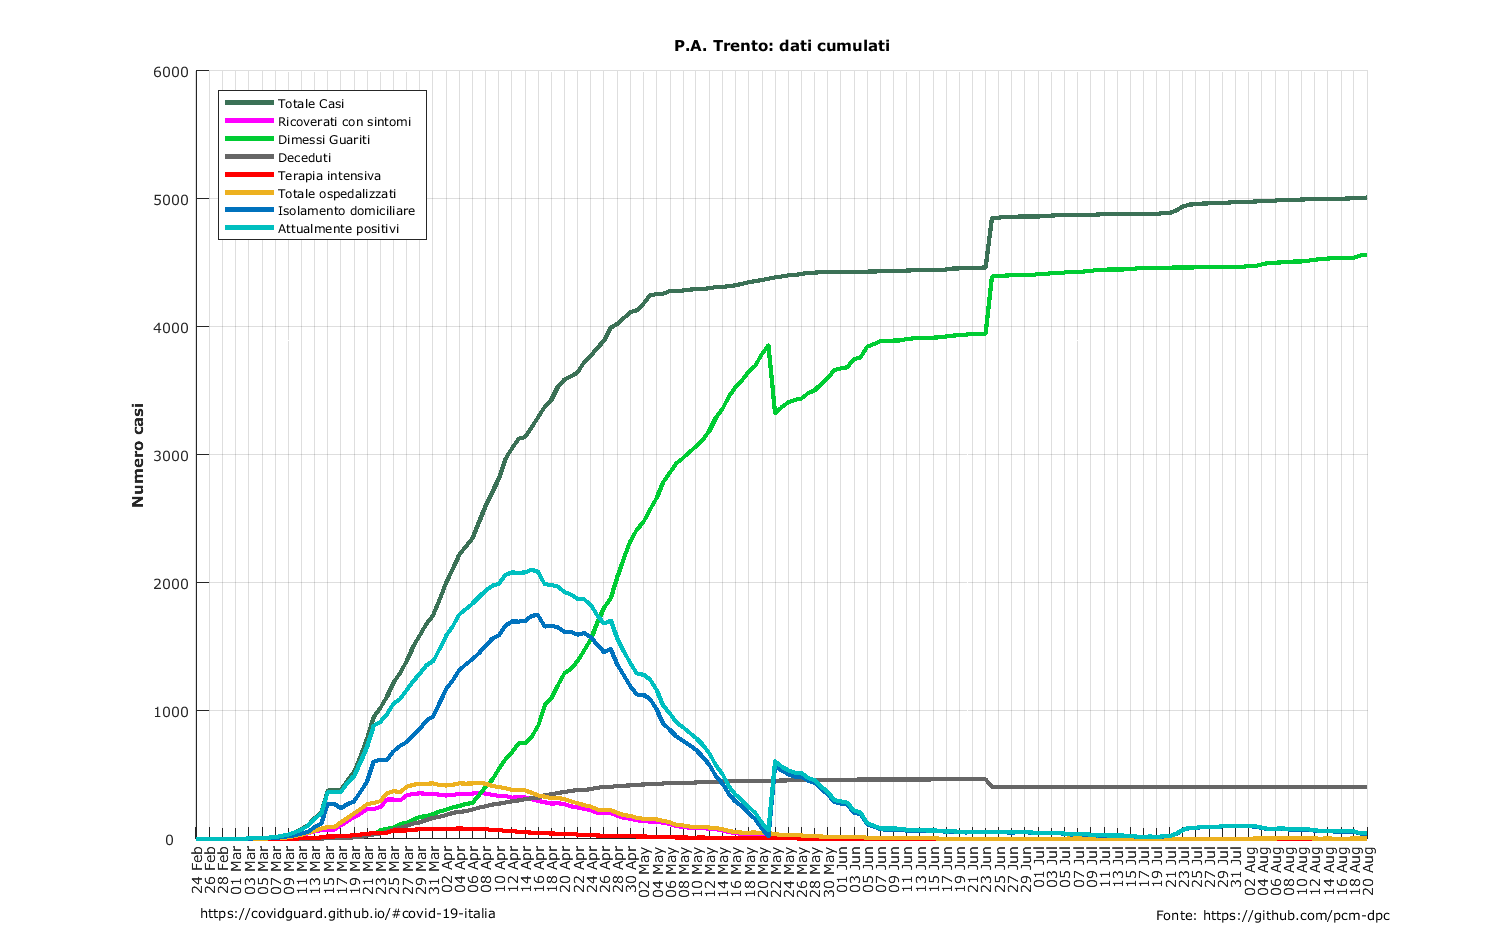 P.A. Trento: dati cumulati
6000
5000
4000
3000
2000
1000
0
Numero casi
Totale Casi
Ricoverati con sintomi
Dimessi Guariti
Deceduti
Terapia intensiva
Totale ospedalizzati
Isolamento domiciliare
Attualmente positivi
24 Feb
26 Feb
28 Feb
01 Mar
03 Mar
05 Mar
07 Mar
09 Mar
11 Mar
13 Mar
15 Mar
17 Mar
19 Mar
21 Mar
23 Mar
25 Mar
27 Mar
29 Mar
31 Mar
02 Apr
04 Apr
06 Apr
08 Apr
10 Apr
12 Apr
14 Apr
16 Apr
18 Apr
20 Apr
22 Apr
24 Apr
26 Apr
28 Apr
30 Apr
02 May
04 May
06 May
08 May
10 May
12 May
14 May
16 May
18 May
20 May
22 May
24 May
26 May
28 May
30 May
01 Jun
03 Jun
05 Jun
07 Jun
09 Jun
11 Jun
13 Jun
15 Jun
17 Jun
19 Jun
21 Jun
23 Jun
25 Jun
27 Jun
29 Jun
01 Jul
03 Jul
05 Jul
07 Jul
09 Jul
11 Jul
13 Jul
15 Jul
17 Jul
19 Jul
21 Jul
23 Jul
25 Jul
27 Jul
29 Jul
31 Jul
02 Aug
04 Aug
06 Aug
08 Aug
10 Aug
12 Aug
14 Aug
16 Aug
18 Aug
20 Aug
https://covidguard.github.io/#covid-19-italia
Fonte: https://github.com/pcm-dpc